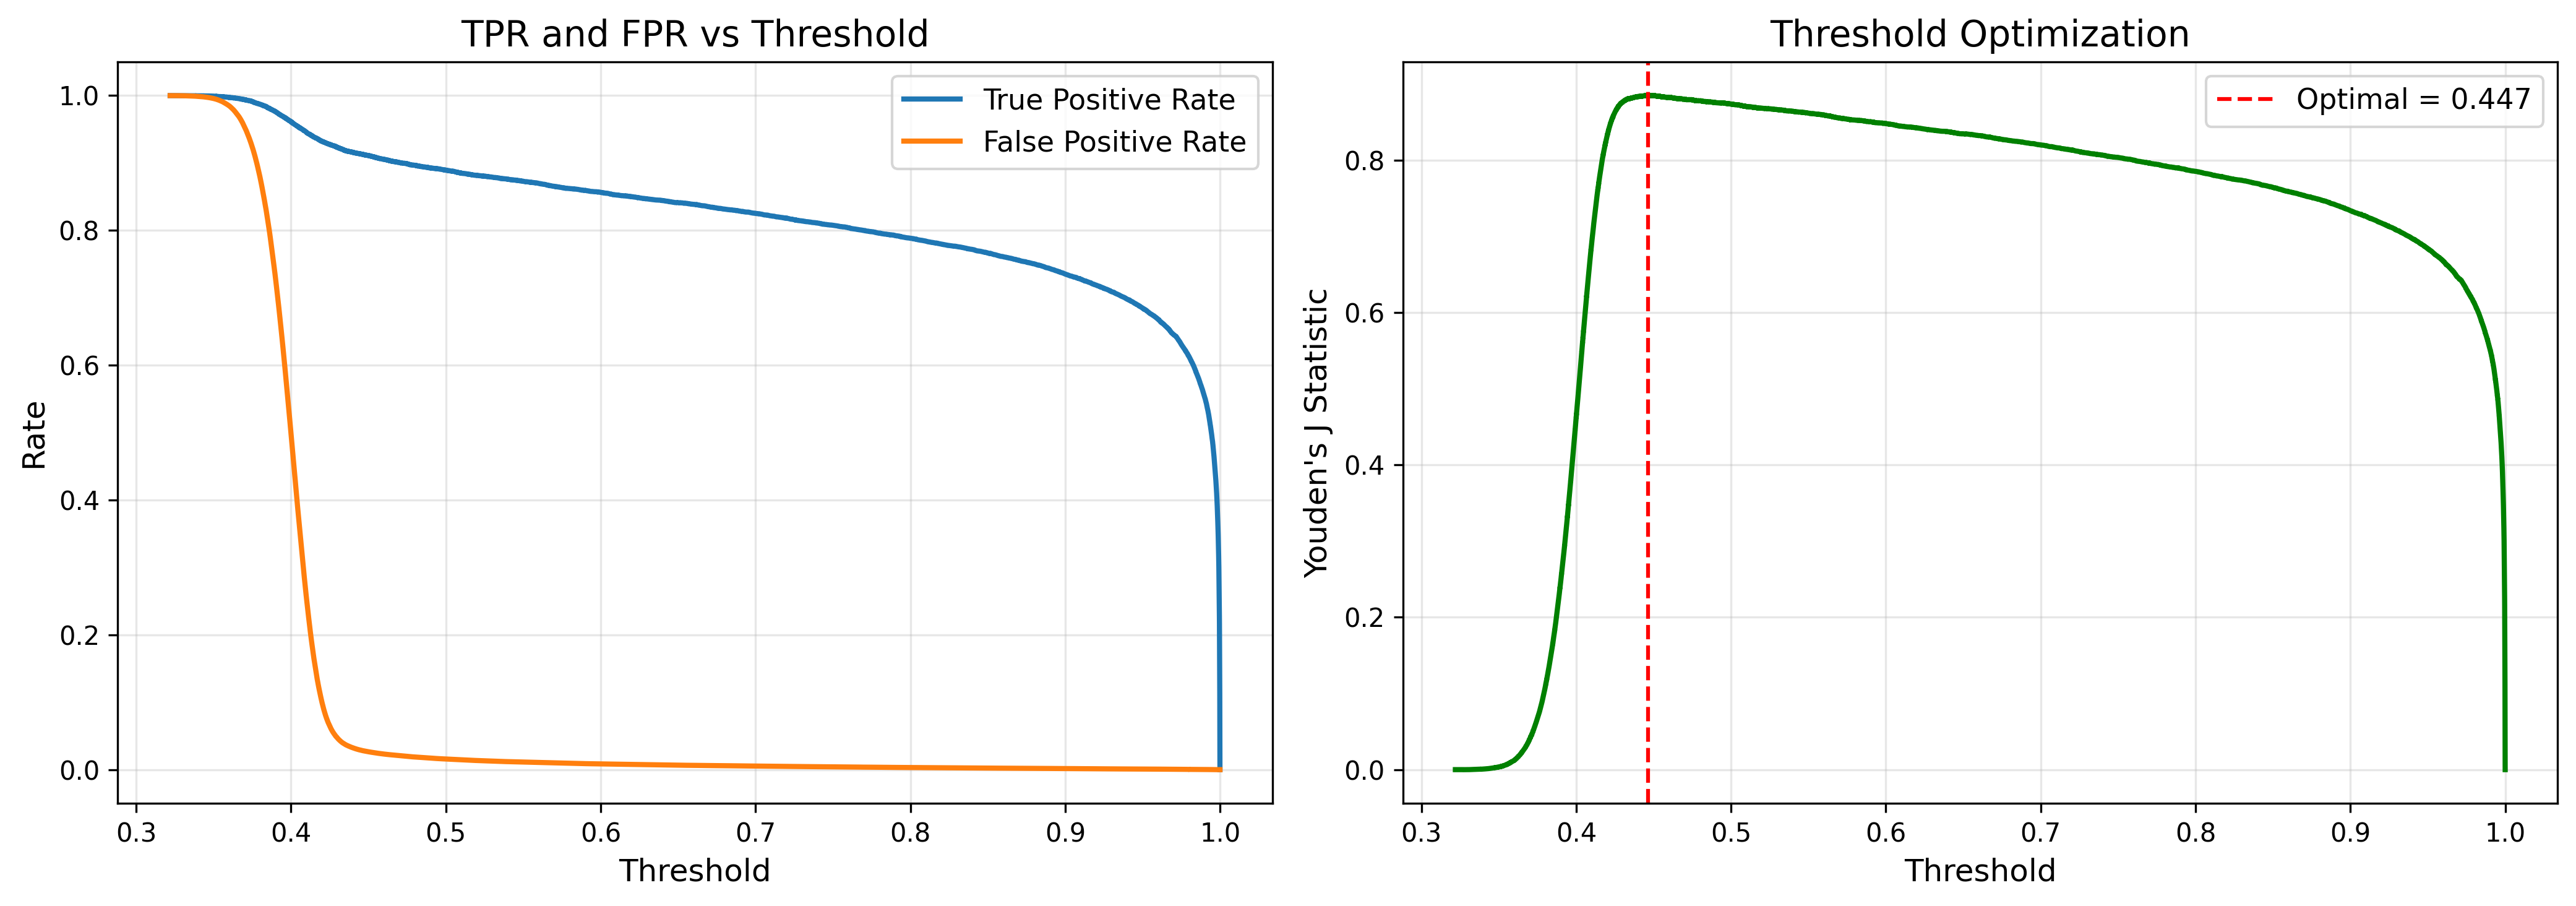 TPR and FPR vs Threshold
True Positive Rate
False Positive Rate
Rate
1.0
0.8
0.6
0.4
0.2
0.0
0.3 0.4 0.5 0.6 0.7 0.8 0.9 1.0
Threshold
Threshold Optimization
Optimal = 0.447
Youden's J Statistic
0.8
0.6
0.4
0.2
0.0
0.3 0.4 0.5 0.6 0.7 0.8 0.9 1.0
Threshold